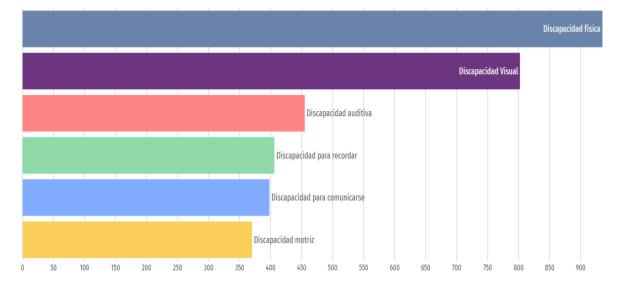 Discapacidad física
Discapacidad Visual
Discapacidad auditiva
Discapacidad para recordar
Discapacidad para comunicarse
Discapacidad motriz
0 50 100 150 200 250 300 350 400 450 500 550 600 650 700 750 800 850 900